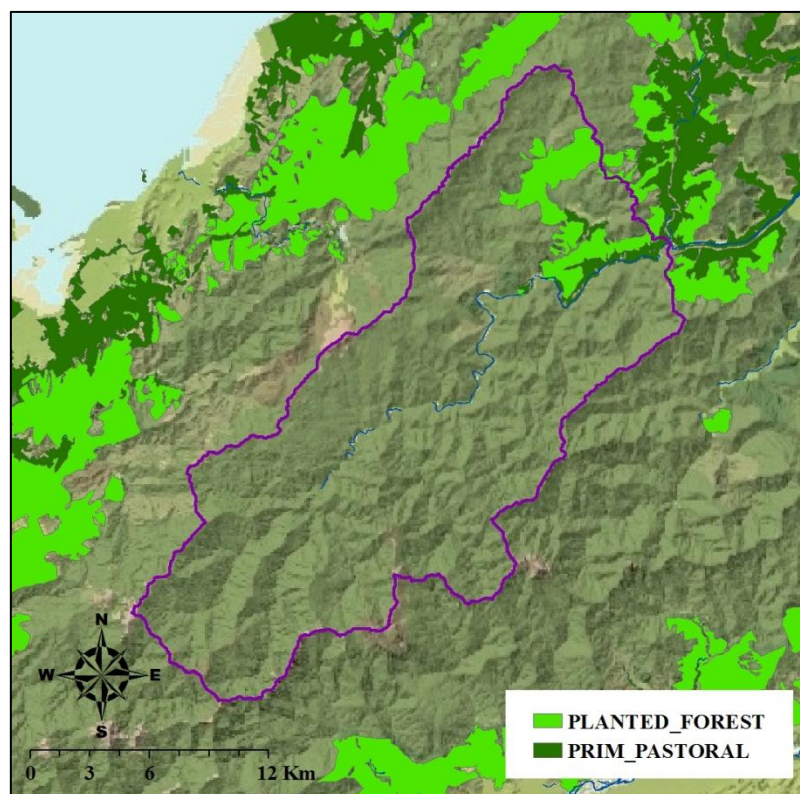 N
W E
S
0 3 6 12 Km
PLANTED_FOREST
PRIM_PASTORAL